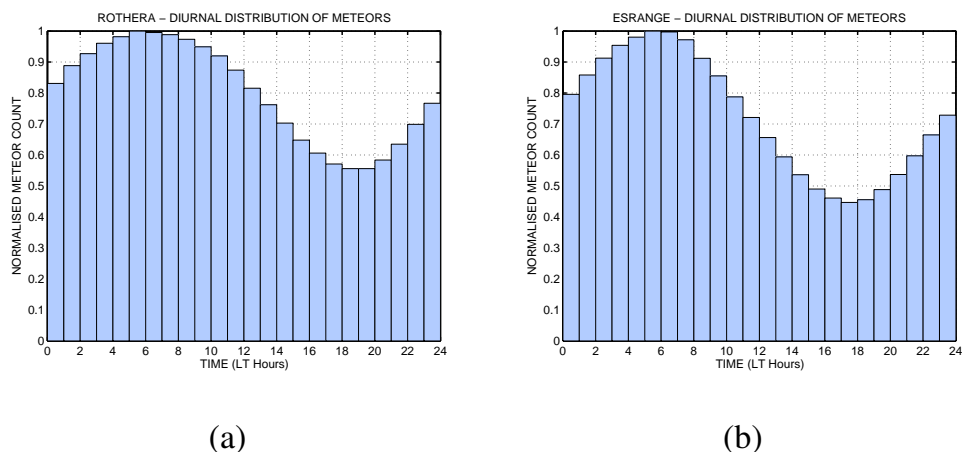 ROTHERA – DIURNAL DISTRIBUTION OF METEORS
NORMALISED METEOR COUNT
1
0.9
0.8
0.7
0.6
0.5
0.4
0.3
0.2
0.1
0
0 2 4 6 8 10 12 14 16 18 20 22 24
TIME (LT Hours)
(a)
ESRANGE – DIURNAL DISTRIBUTION OF METEORS
NORMALISED METEOR COUNT
1
0.9
0.8
0.7
0.6
0.5
0.4
0.3
0.2
0.1
0
0 2 4 6 8 10 12 14 16 18 20 22 24
TIME (LT Hours)
(b)